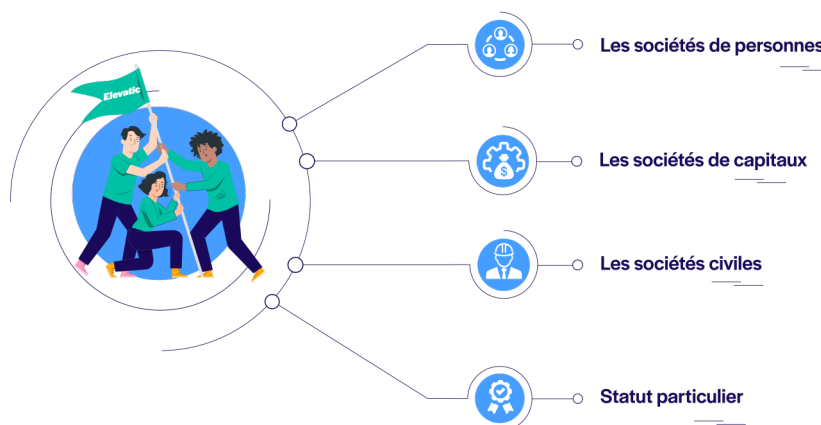 Elevatic
Les sociétés de personnes
Les sociétés de capitaux
$
Les sociétés civiles
Statut particulier